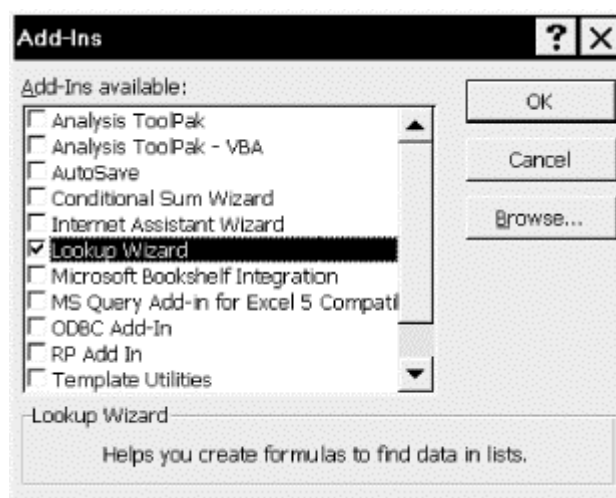 Add-Ins
Add-Ins available:
Analysis ToolPak
Analysis ToolPak - VBA
AutoSave
Conditional Sum Wizard
Internet Assistant Wizard
Lookup Wizard
Microsoft Bookshelf Integration
MS Query Add-in for Excel 5 Compati
ODBC Add-In
RP Add In
Template Utilities
OK
Cancel
Browse...
Lookup Wizard
Helps you create formulas to find data in lists.